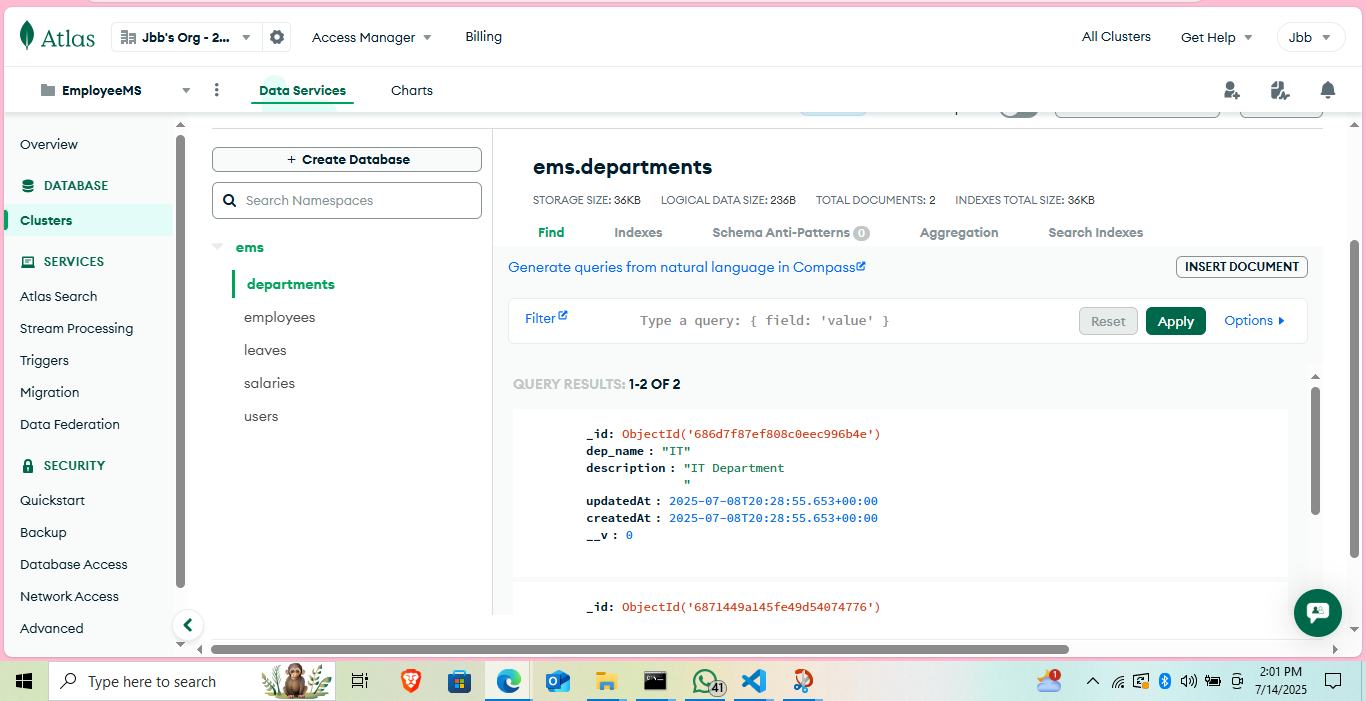 Atlas
Jbb's Org - 2...
Access Manager
Billing
All Clusters
Get Help
Jbb
EmployeeMS
Data Services
Charts
Overview
DATABASE
Clusters
SERVICES
Atlas Search
Stream Processing
Triggers
Migration
Data Federation
SECURITY
Quickstart
Backup
Database Access
Network Access
Advanced
+ Create Database
Search Namespaces
ems
departments
employees
leaves
salaries
users
ems.departments
STORAGE SIZE: 36KB LOGICAL DATA SIZE: 236B TOTAL DOCUMENTS: 2 INDEXES TOTAL SIZE: 36KB
Find Indexes Schema Anti-Patterns 0 Aggregation Search Indexes
Generate queries from natural language in Compass
INSERT DOCUMENT
Filter
Type a query: { field: 'value' }
Reset
Apply
Options
QUERY RESULTS: 1-2 OF 2
_id: ObjectId('686d7f87ef808c0eec996b4e')
dep_name : "IT"
description : "IT Department
"
updatedAt : 2025-07-08T20:28:55.653+00:00
createdAt : 2025-07-08T20:28:55.653+00:00
__v : 0
_id: ObjectId('6871449a145fe49d54074776')
Type here to search
41
1
2:01 PM
7/14/2025